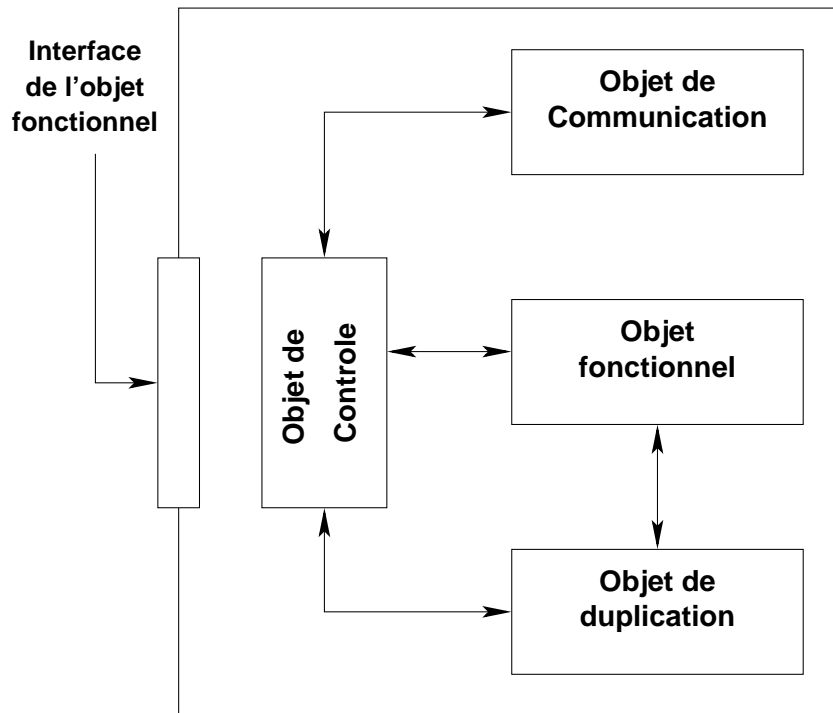 Interface
de l’objet
fonctionnel
Objet de
Communication
Objet de
Controle
Objet
fonctionnel
Objet de
duplication